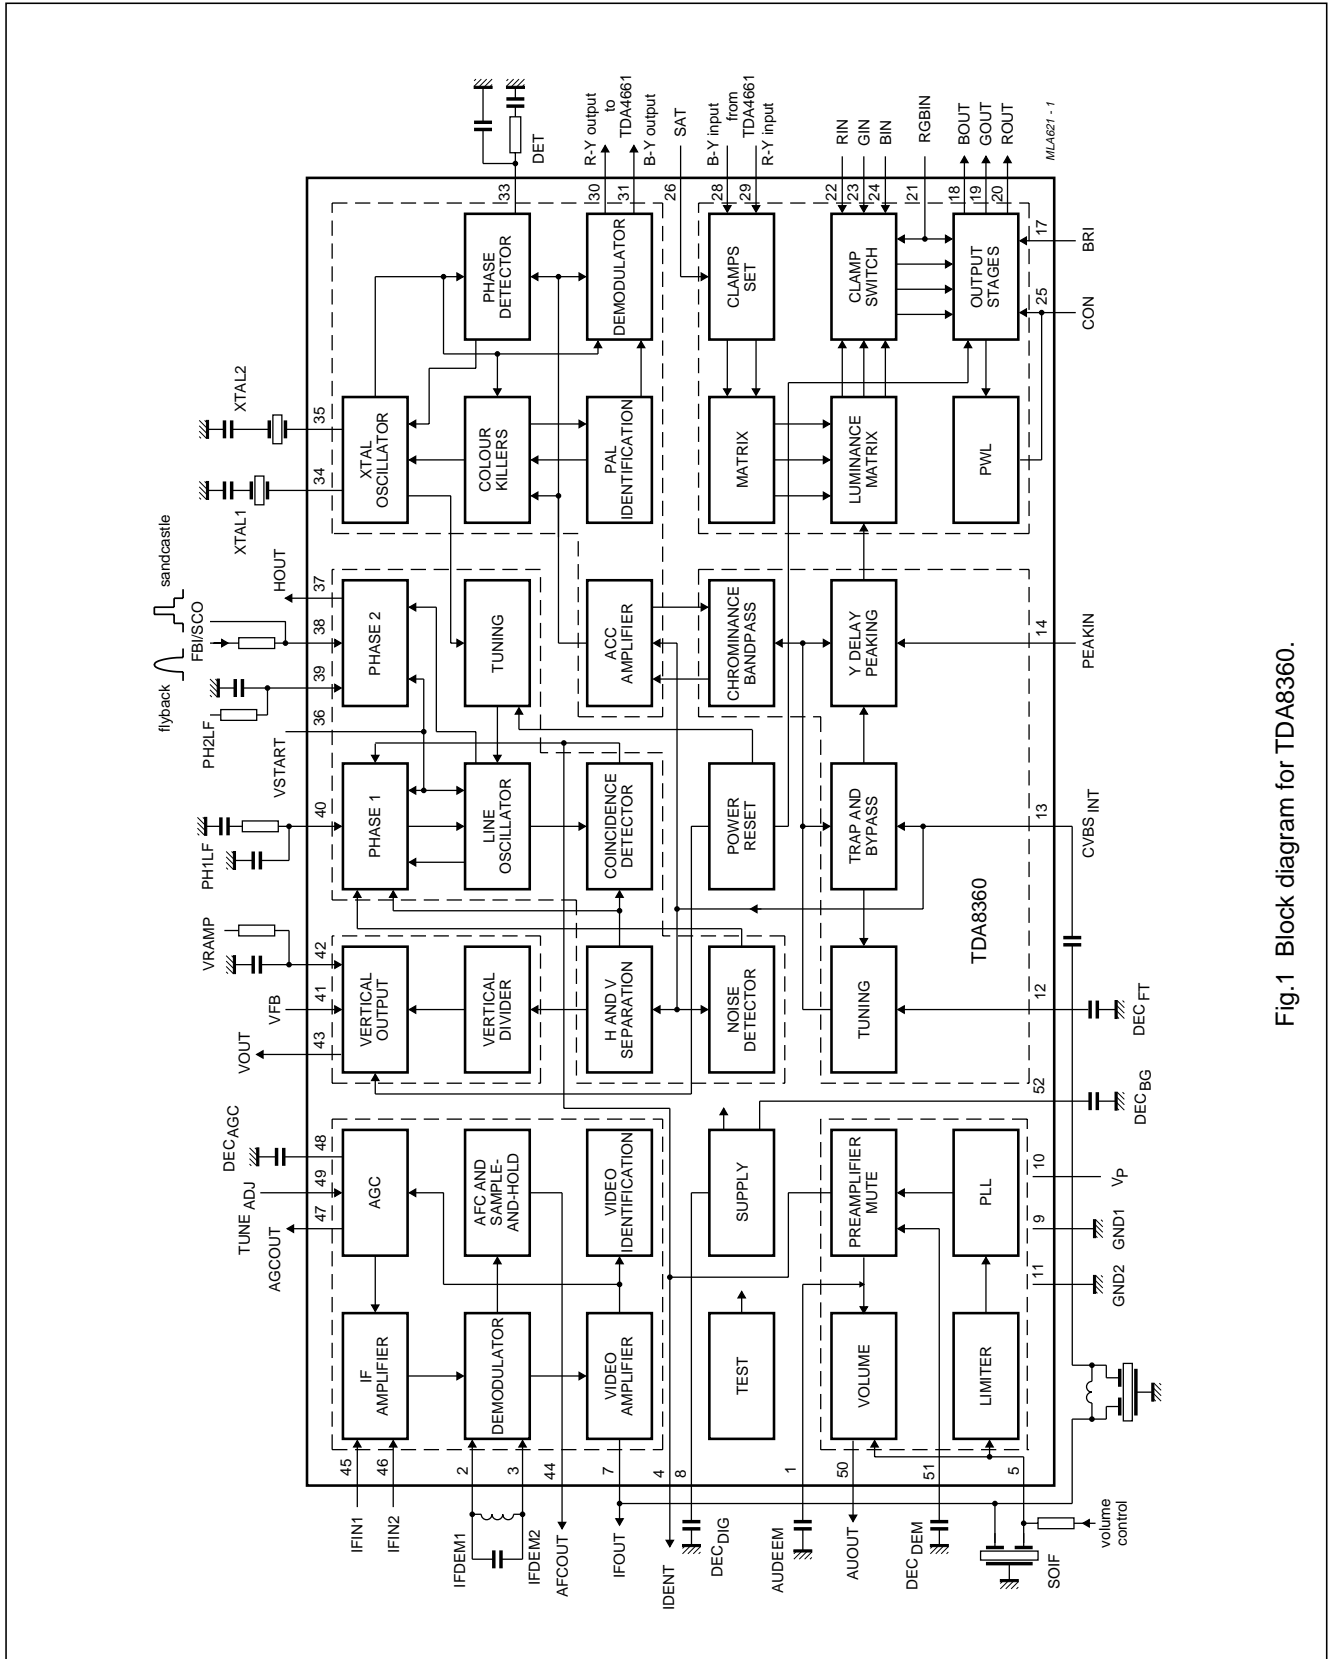 IFIN1
45
IFIN2
46
IFDEM1
2
IFDEM2
3
AFCOUT
44
IFOUT
7
IDENT
4
DEC DIG
8
AUDEEM
1
AUOUT
50
DEC DEM
51
SOIF
5
volume
control
AGCOUT
47
TUNE ADJ
49
DEC AGC
48
VOUT
43
VFB
41
VRAMP
42
PH1LF
40
VSTART
36
PH2LF
39
flyback
FBI/SCO
38
sandcastle
HOUT
37
XTAL1
34
XTAL2
35
IF
AMPLIFIER
AGC
DEMODULATOR
AFC AND
SAMPLE-
AND-HOLD
VIDEO
AMPLIFIER
VIDEO
IDENTIFICATION
TEST
SUPPLY
VOLUME
PREAMPLIFIER
MUTE
LIMITER
PLL
VERTICAL
OUTPUT
VERTICAL
DIVIDER
H AND V
SEPARATION
NOISE
DETECTOR
TUNING
PHASE 1
LINE
OSCILLATOR
COINCIDENCE
DETECTOR
POWER
RESET
TRAP AND
BYPASS
TDA8360
PHASE 2
TUNING
ACC
AMPLIFIER
CHROMINANCE
BANDPASS
Y DELAY
PEAKING
XTAL
OSCILLATOR
COLOUR
KILLERS
PAL
IDENTIFICATION
MATRIX
LUMINANCE
MATRIX
PWL
PHASE
DETECTOR
DEMODULATOR
CLAMPS
SET
CLAMP
SWITCH
OUTPUT
STAGES
33
DET
30
R-Y output
to
TDA4661
31
B-Y output
26
SAT
28
B-Y input
from
TDA4661
29
R-Y input
22
RIN
23
GIN
24
BIN
21
RGBIN
18
BOUT
19
GOUT
20
ROUT
MLA621 - 1
11
GND2
9
GND1
10
VP
52
DEC BG
12
DEC FT
13
CVBS INT
14
PEAKIN
25
CON
17
BRI
Fig.1 Block diagram for TDA8360.